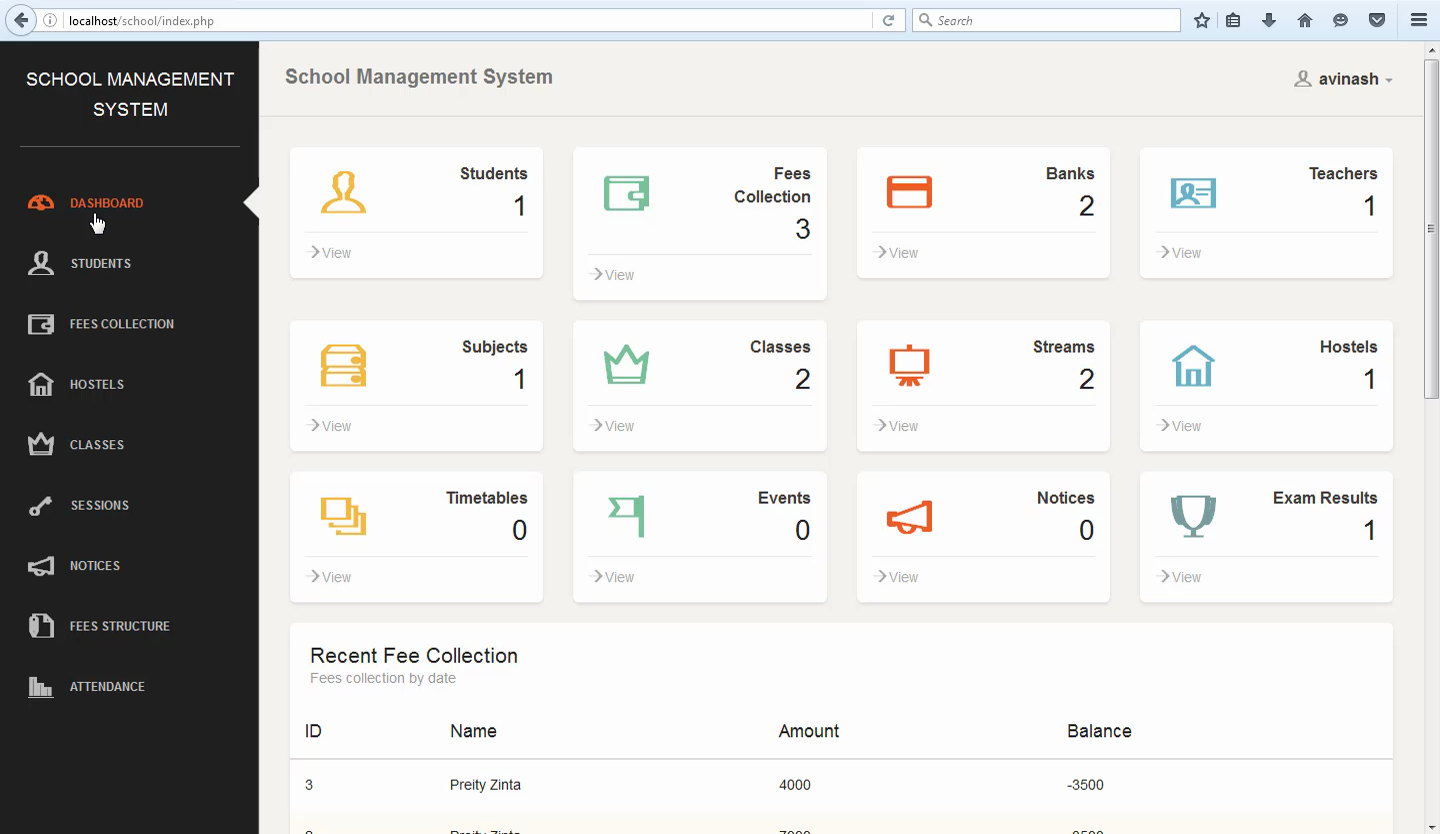 localhost/school/index.php
Search
SCHOOL MANAGEMENT
SYSTEM
DASHBOARD
STUDENTS
FEES COLLECTION
HOSTELS
CLASSES
SESSIONS
NOTICES
FEES STRUCTURE
ATTENDANCE
School Management System
avinash
Students
1
View
Fees
Collection
3
View
Banks
2
View
Teachers
1
View
Subjects
1
View
Classes
2
View
Streams
2
View
Hostels
1
View
Timetables
0
View
Events
0
View
Notices
0
View
Exam Results
1
View
Recent Fee Collection
Fees collection by date
ID Name Amount Balance
3 Preity Zinta 4000 -3500
Preity Zinta